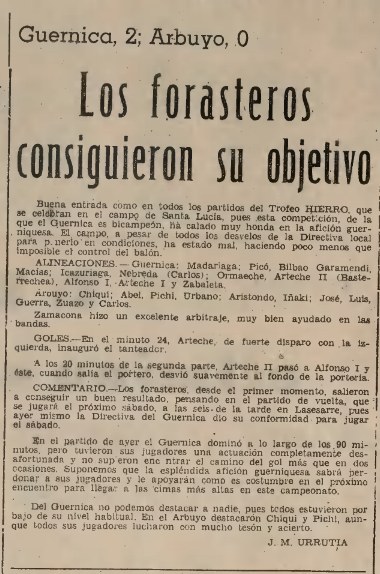 Guernica, 2; Arbuyo, 0
Los forasteros
consiguieron su objetivo
Buena entrada como en todos los partidos del Trofeo HIERRO, que
se celebran en el campo de Santa Lucía, pues esta competición, de la
que el Guernica es bicampeón, ha calado muy honda en la afición guer-
niquesa. El campo, a pesar de todos los desvelos de la Directiva local
para p.nerlo en condiciones, ha estado mal, haciendo poco menos que
imposible el control del balón.
ALINEACIONES.—Guernica: Madariaga; Picó, Bilbao Garamendi,
Macías; Icazuriaga, Nebreda (Carlos); Ormaeche, Arteche II (Baste-
rrechea), Alfonso I, Arteche I y Zabaleta.
Arouyo: Chiqui; Abel, Pichi, Urbano; Aristondo, Iñaki; José, Luis,
Guerra, Zuazo y Carlos.
Zamacona hizo un excelente arbitraje, muy bien ayudado en las
bandas.
GOLES.—En el minuto 24, Arteche, de fuerte disparo con la iz-
quierda, inauguró el tanteador.
A los 30 minutos de la segunda parte, Arteche II pasó a Alfonso I y
éste, cuando salía el portero, desvió suavemente al fondo de la portería.
COMENTARIO.—Los forasteros, desde el primer momento, salieron
a conseguir un buen resultado, pensando en el partido de vuelta, que
se jugará el próximo sábado, a las seis de la tarde en Lasesarre, pues
ayer mismo la Directiva del Guernica dio su conformidad para jugar
el sábado.
En el partido de ayer el Guernica dominó a lo largo de los 90 mi-
nutos, pero tuvieron sus jugadores una actuación completamente des-
afortunada y no supieron encontrar el camino del gol más que en dos
ocasiones. Suponemos que la espléndida afición guerniquesa sabrá per-
donar a sus jugadores y le apoyarán como es costumbre en el próximo
encuentro para llegar a las cimas más altas en este campeonato.
Del Guernica no podemos destacar a nadie, pues todos estuvieron por
bajo de su nivel habitual. En el Arbuyo destacarón Chiqui y Pichi, aun-
que todos sus jugadores lucharon con mucho tesón y acierto.
J. M. URRUTIA